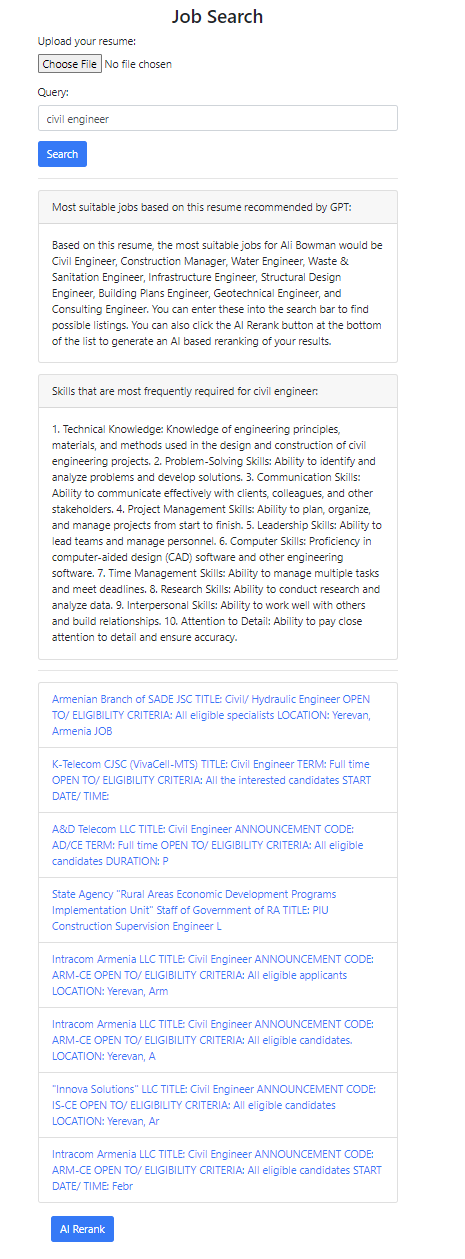 Job Search
Upload your resume:
Choose File No file chosen
Query:
civil engineer
Search
Most suitable jobs based on this resume recommended by GPT:
Based on this resume, the most suitable jobs for Ali Bowman would be
Civil Engineer, Construction Manager, Water Engineer, Waste &
Sanitation Engineer, Infrastructure Engineer, Structural Design
Engineer, Building Plans Engineer, Geotechnical Engineer, and
Consulting Engineer. You can enter these into the search bar to find
possible listings. You can also click the AI Rerank button at the bottom
of the list to generate an AI based reranking of your results.
Skills that are most frequently required for civil engineer:
1. Technical Knowledge: Knowledge of engineering principles,
materials, and methods used in the design and construction of civil
engineering projects. 2. Problem-Solving Skills: Ability to identify and
analyze problems and develop solutions. 3. Communication Skills:
Ability to communicate effectively with clients, colleagues, and other
stakeholders. 4. Project Management Skills: Ability to plan, organize,
and manage projects from start to finish. 5. Leadership Skills: Ability to
lead teams and manage personnel. 6. Computer Skills: Proficiency in
computer-aided design (CAD) software and other engineering
software. 7. Time Management Skills: Ability to manage multiple tasks
and meet deadlines. 8. Research Skills: Ability to conduct research and
analyze data. 9. Interpersonal Skills: Ability to work well with others
and build relationships. 10. Attention to Detail: Ability to pay close
attention to detail and ensure accuracy.
Armenian Branch of SADE JSC TITLE: Civil/ Hydraulic Engineer OPEN
TO/ ELIGIBILITY CRITERIA: All eligible specialists LOCATION: Yerevan,
Armenia JOB
K-Telecom CJSC (VivaCell-MTS) TITLE: Civil Engineer TERM: Full time
OPEN TO/ ELIGIBILITY CRITERIA: All the interested candidates START
DATE/ TIME:
A&D Telecom LLC TITLE: Civil Engineer ANNOUNCEMENT CODE:
AD/CE TERM: Full time OPEN TO/ ELIGIBILITY CRITERIA: All eligible
candidates DURATION: P
State Agency "Rural Areas Economic Development Programs
Implementation Unit" Staff of Government of RA TITLE: PIU
Construction Supervision Engineer L
Intracom Armenia LLC TITLE: Civil Engineer ANNOUNCEMENT CODE:
ARM-CE OPEN TO/ ELIGIBILITY CRITERIA: All eligible applicants
LOCATION: Yerevan, Arm
Intracom Armenia LLC TITLE: Civil Engineer ANNOUNCEMENT CODE:
ARM-CE OPEN TO/ ELIGIBILITY CRITERIA: All eligible candidates.
LOCATION: Yerevan, A
"Innova Solutions" LLC TITLE: Civil Engineer ANNOUNCEMENT CODE:
IS-CE OPEN TO/ ELIGIBILITY CRITERIA: All eligible candidates
LOCATION: Yerevan, Ar
Intracom Armenia LLC TITLE: Civil Engineer ANNOUNCEMENT CODE:
ARM-CE OPEN TO/ ELIGIBILITY CRITERIA: All eligible candidates START
DATE/ TIME: Febr
AI Rerank